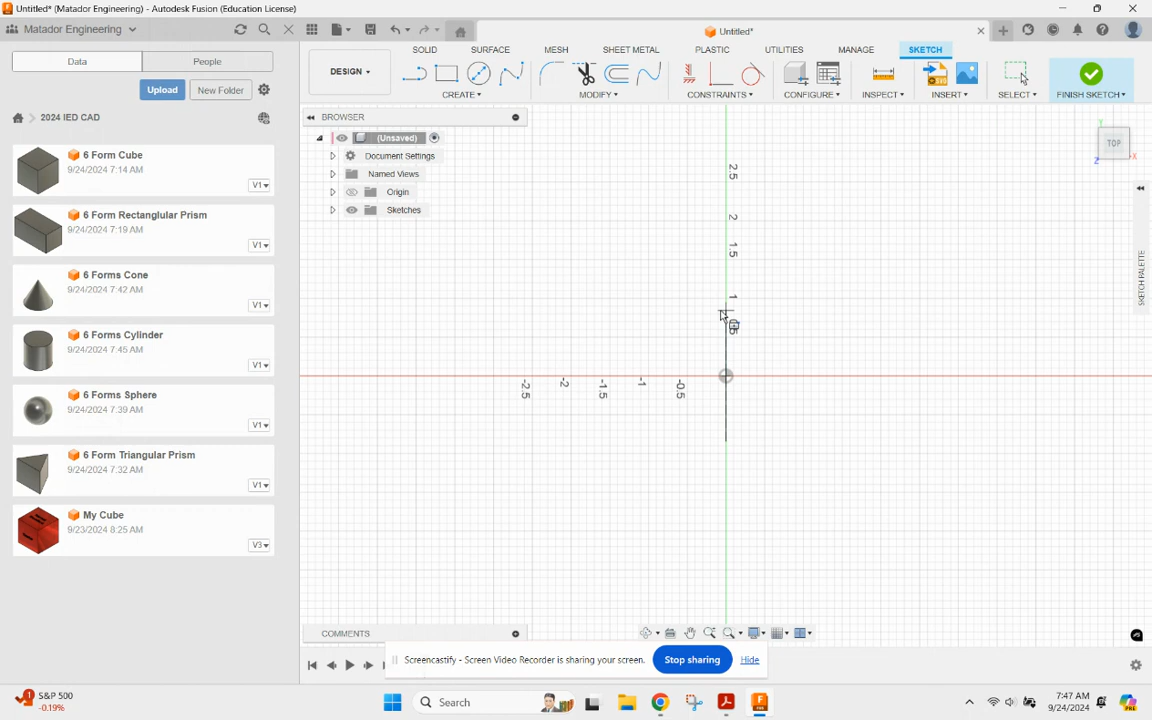 Untitled* (Matador Engineering) - Autodesk Fusion (Education License)
Matador Engineering
Untitled*
Data
People
Upload
New Folder
2024 IED CAD
6 Form Cube
9/24/2024 7:14 AM
V1
6 Form Rectanglular Prism
9/24/2024 7:19 AM
V1
6 Forms Cone
9/24/2024 7:42 AM
V1
6 Forms Cylinder
9/24/2024 7:45 AM
V1
6 Forms Sphere
9/24/2024 7:39 AM
V1
6 Form Triangular Prism
9/24/2024 7:32 AM
V1
My Cube
9/23/2024 8:25 AM
V3
SOLID
SURFACE
MESH
SHEET METAL
PLASTIC
UTILITIES
MANAGE
SKETCH
DESIGN
CREATE
MODIFY
CONSTRAINTS
CONFIGURE
INSPECT
INSERT
SELECT
FINISH SKETCH
BROWSER
(Unsaved)
Document Settings
Named Views
Origin
Sketches
TOP
Y
X
Z
SKETCH PALETTE
2.5
2
1.5
1
-2.5
-2
-1.5
-1
-0.5
COMMENTS
Screencastify - Screen Video Recorder is sharing your screen.
Stop sharing
Hide
S&P 500
-0.19%
1
Search
7:47 AM
9/24/2024